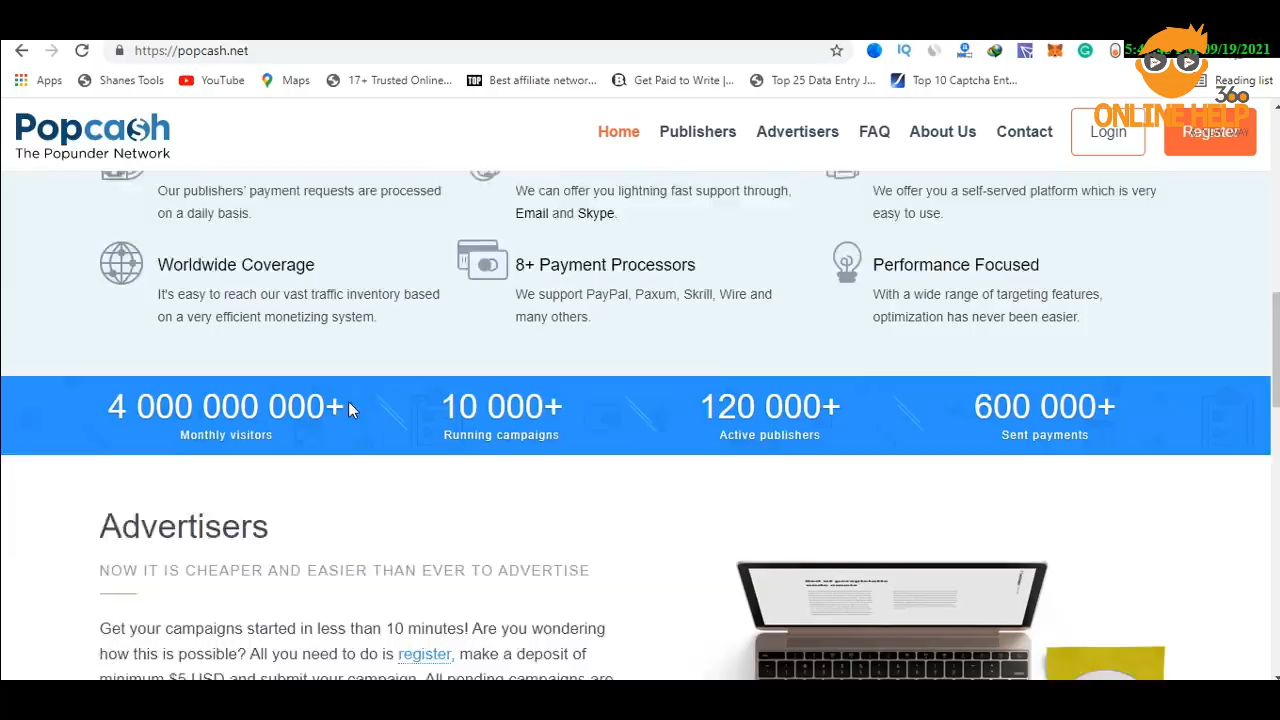 https://popcash.net
5:4 09/19/2021
Apps Shanes Tools YouTube Maps 17+ Trusted Online... Best affiliate networ... Get Paid to Write |... Top 25 Data Entry J... Top 10 Captcha Ent... Reading list
360
ONLINE HELP
Popcash
The Popunder Network
Home Publishers Advertisers FAQ About Us Contact Login Register
Our publishers’ payment requests are processed
on a daily basis.
We can offer you lightning fast support through,
Email and Skype.
We offer you a self-served platform which is very
easy to use.
Worldwide Coverage
It's easy to reach our vast traffic inventory based
on a very efficient monetizing system.
8+ Payment Processors
We support PayPal, Paxum, Skrill, Wire and
many others.
Performance Focused
With a wide range of targeting features,
optimization has never been easier.
4 000 000 000+
Monthly visitors
10 000+
Running campaigns
120 000+
Active publishers
600 000+
Sent payments
Advertisers
NOW IT IS CHEAPER AND EASIER THAN EVER TO ADVERTISE
Get your campaigns started in less than 10 minutes! Are you wondering
how this is possible? All you need to do is register, make a deposit of
minimum $5 USD and submit your campaign. All pending campaigns are